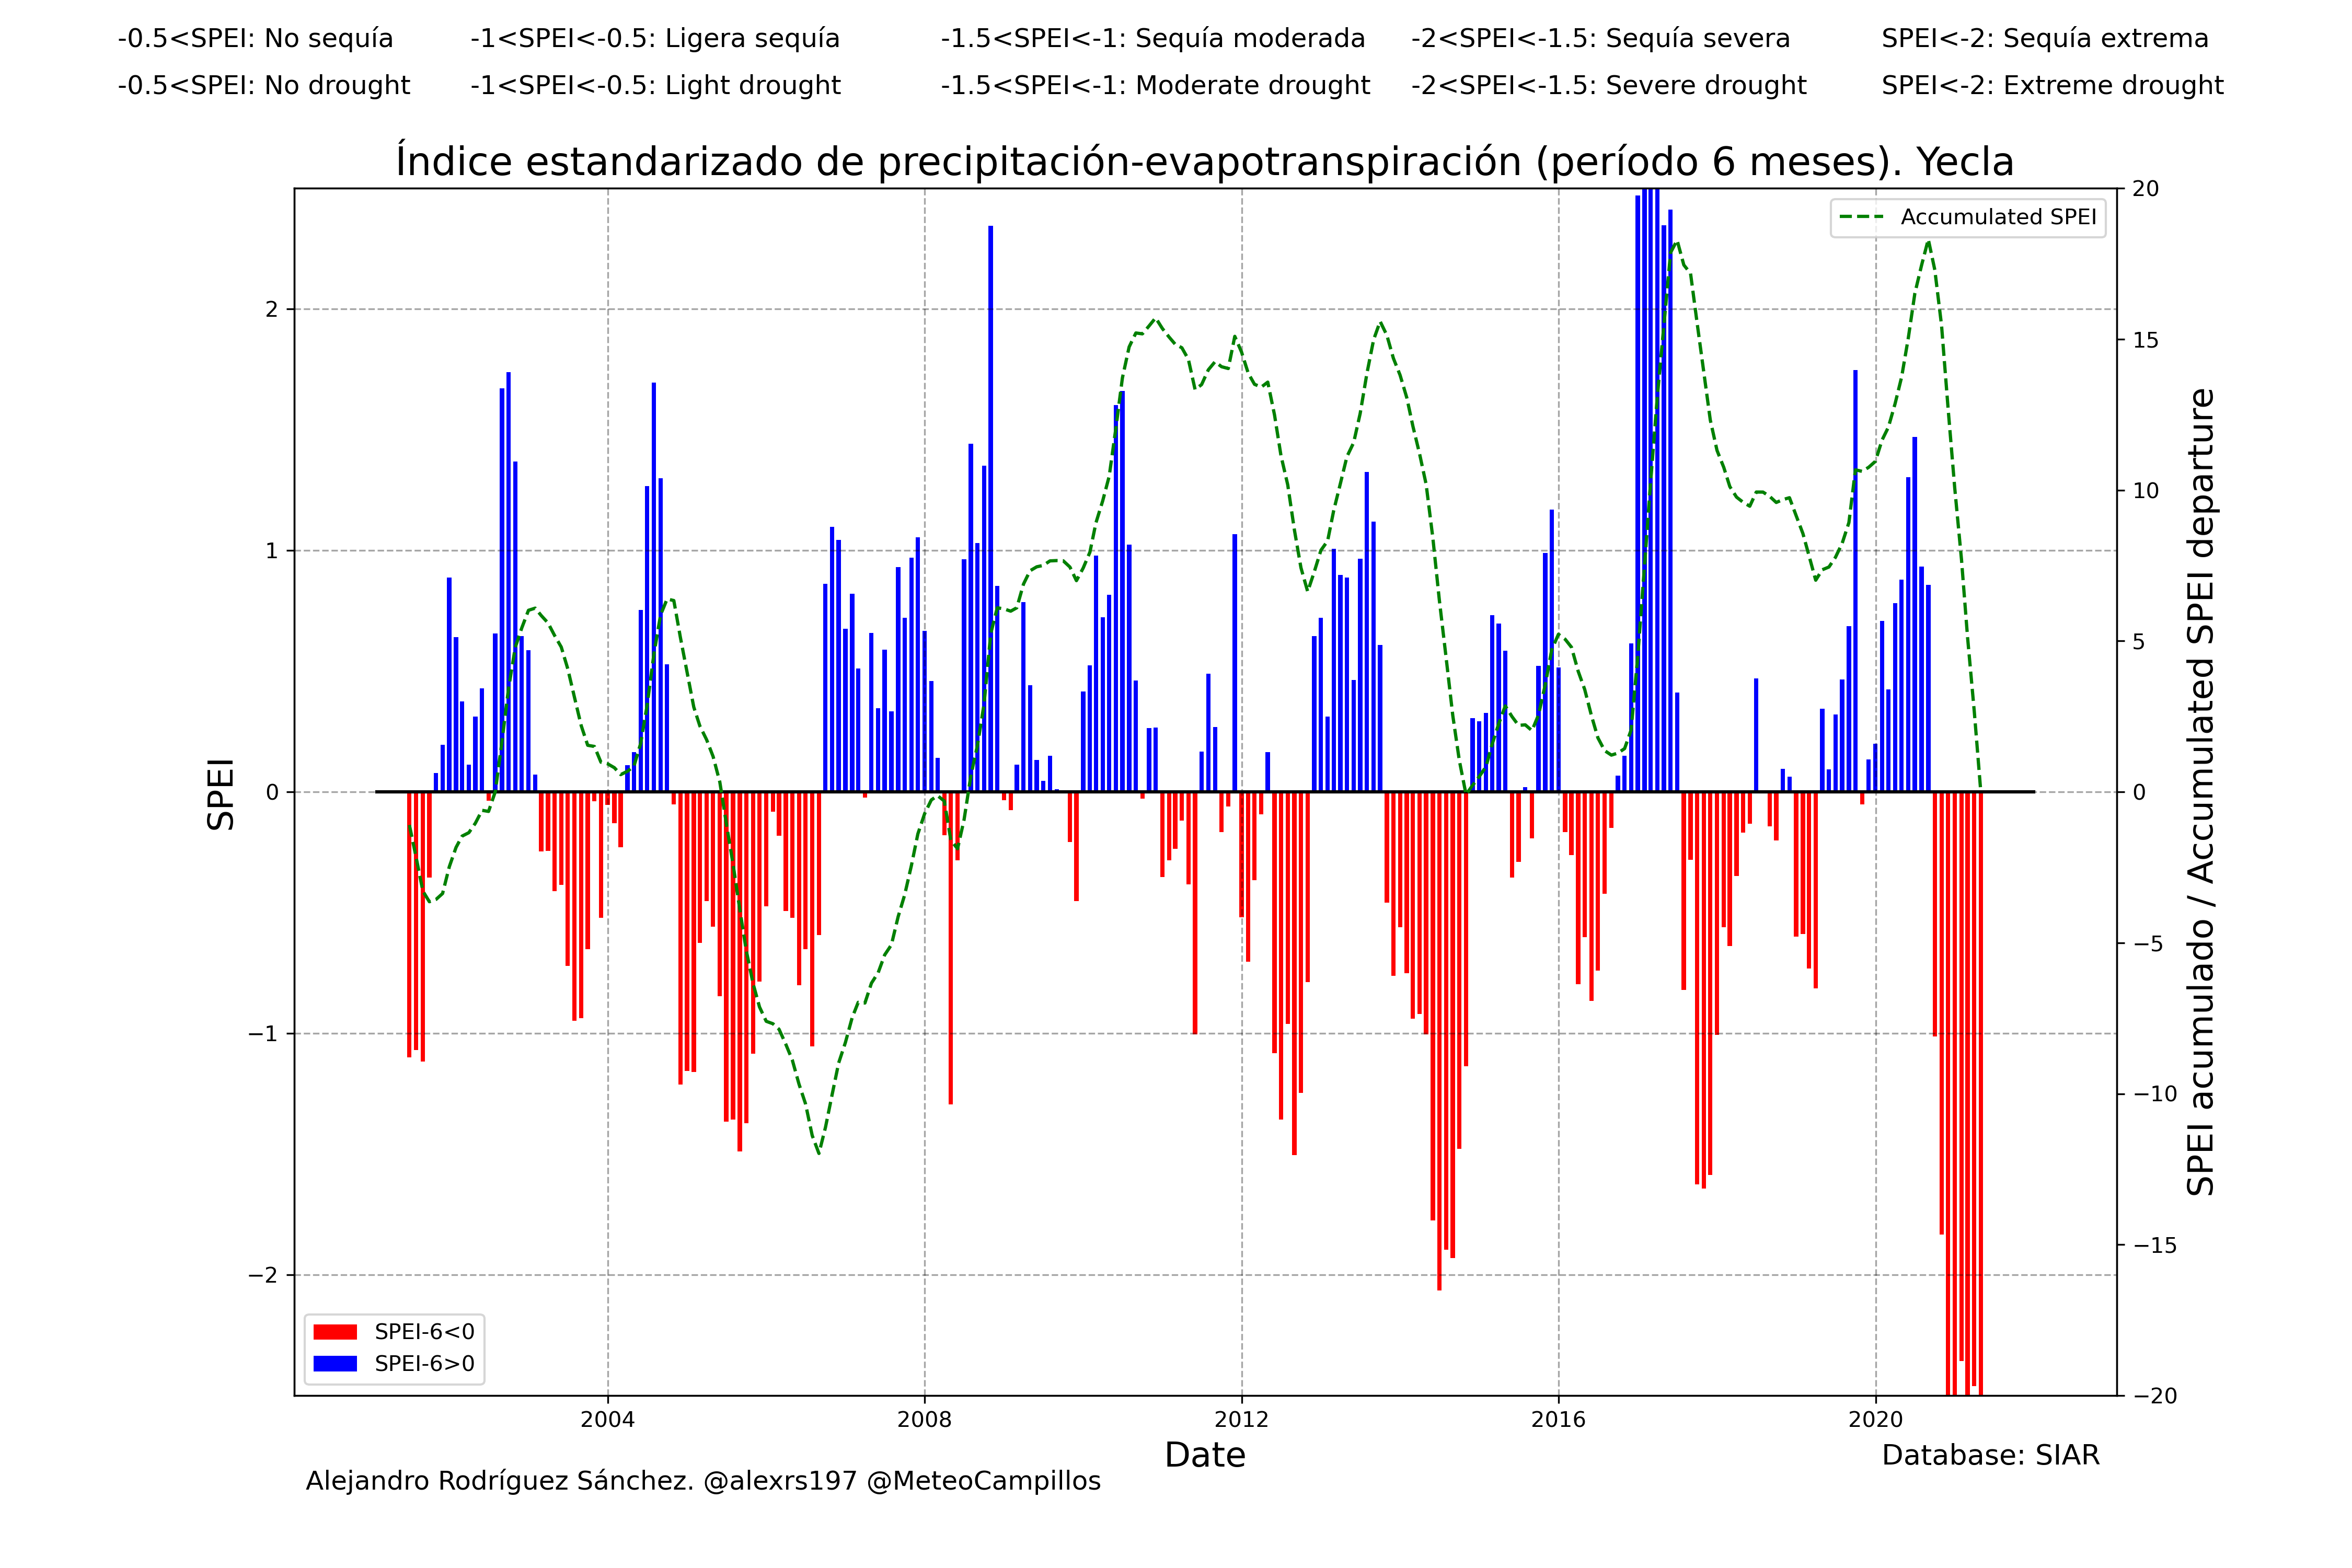 -0.5<SPEI: No sequía
-1<SPEI<-0.5: Ligera sequía
-1.5<SPEI<-1: Sequía moderada
-2<SPEI<-1.5: Sequía severa
SPEI<-2: Sequía extrema
-0.5<SPEI: No drought
-1<SPEI<-0.5: Light drought
-1.5<SPEI<-1: Moderate drought
-2<SPEI<-1.5: Severe drought
SPEI<-2: Extreme drought
Índice estandarizado de precipitación-evapotranspiración (período 6 meses). Yecla
Accumulated SPEI
SPEI
2
1
0
−1
−2
20
15
10
5
0
−5
−10
−15
−20
SPEI acumulado / Accumulated SPEI departure
SPEI-6<0
SPEI-6>0
2004
2008
2012
2016
2020
Date
Database: SIAR
Alejandro Rodríguez Sánchez. @alexrs197 @MeteoCampillos